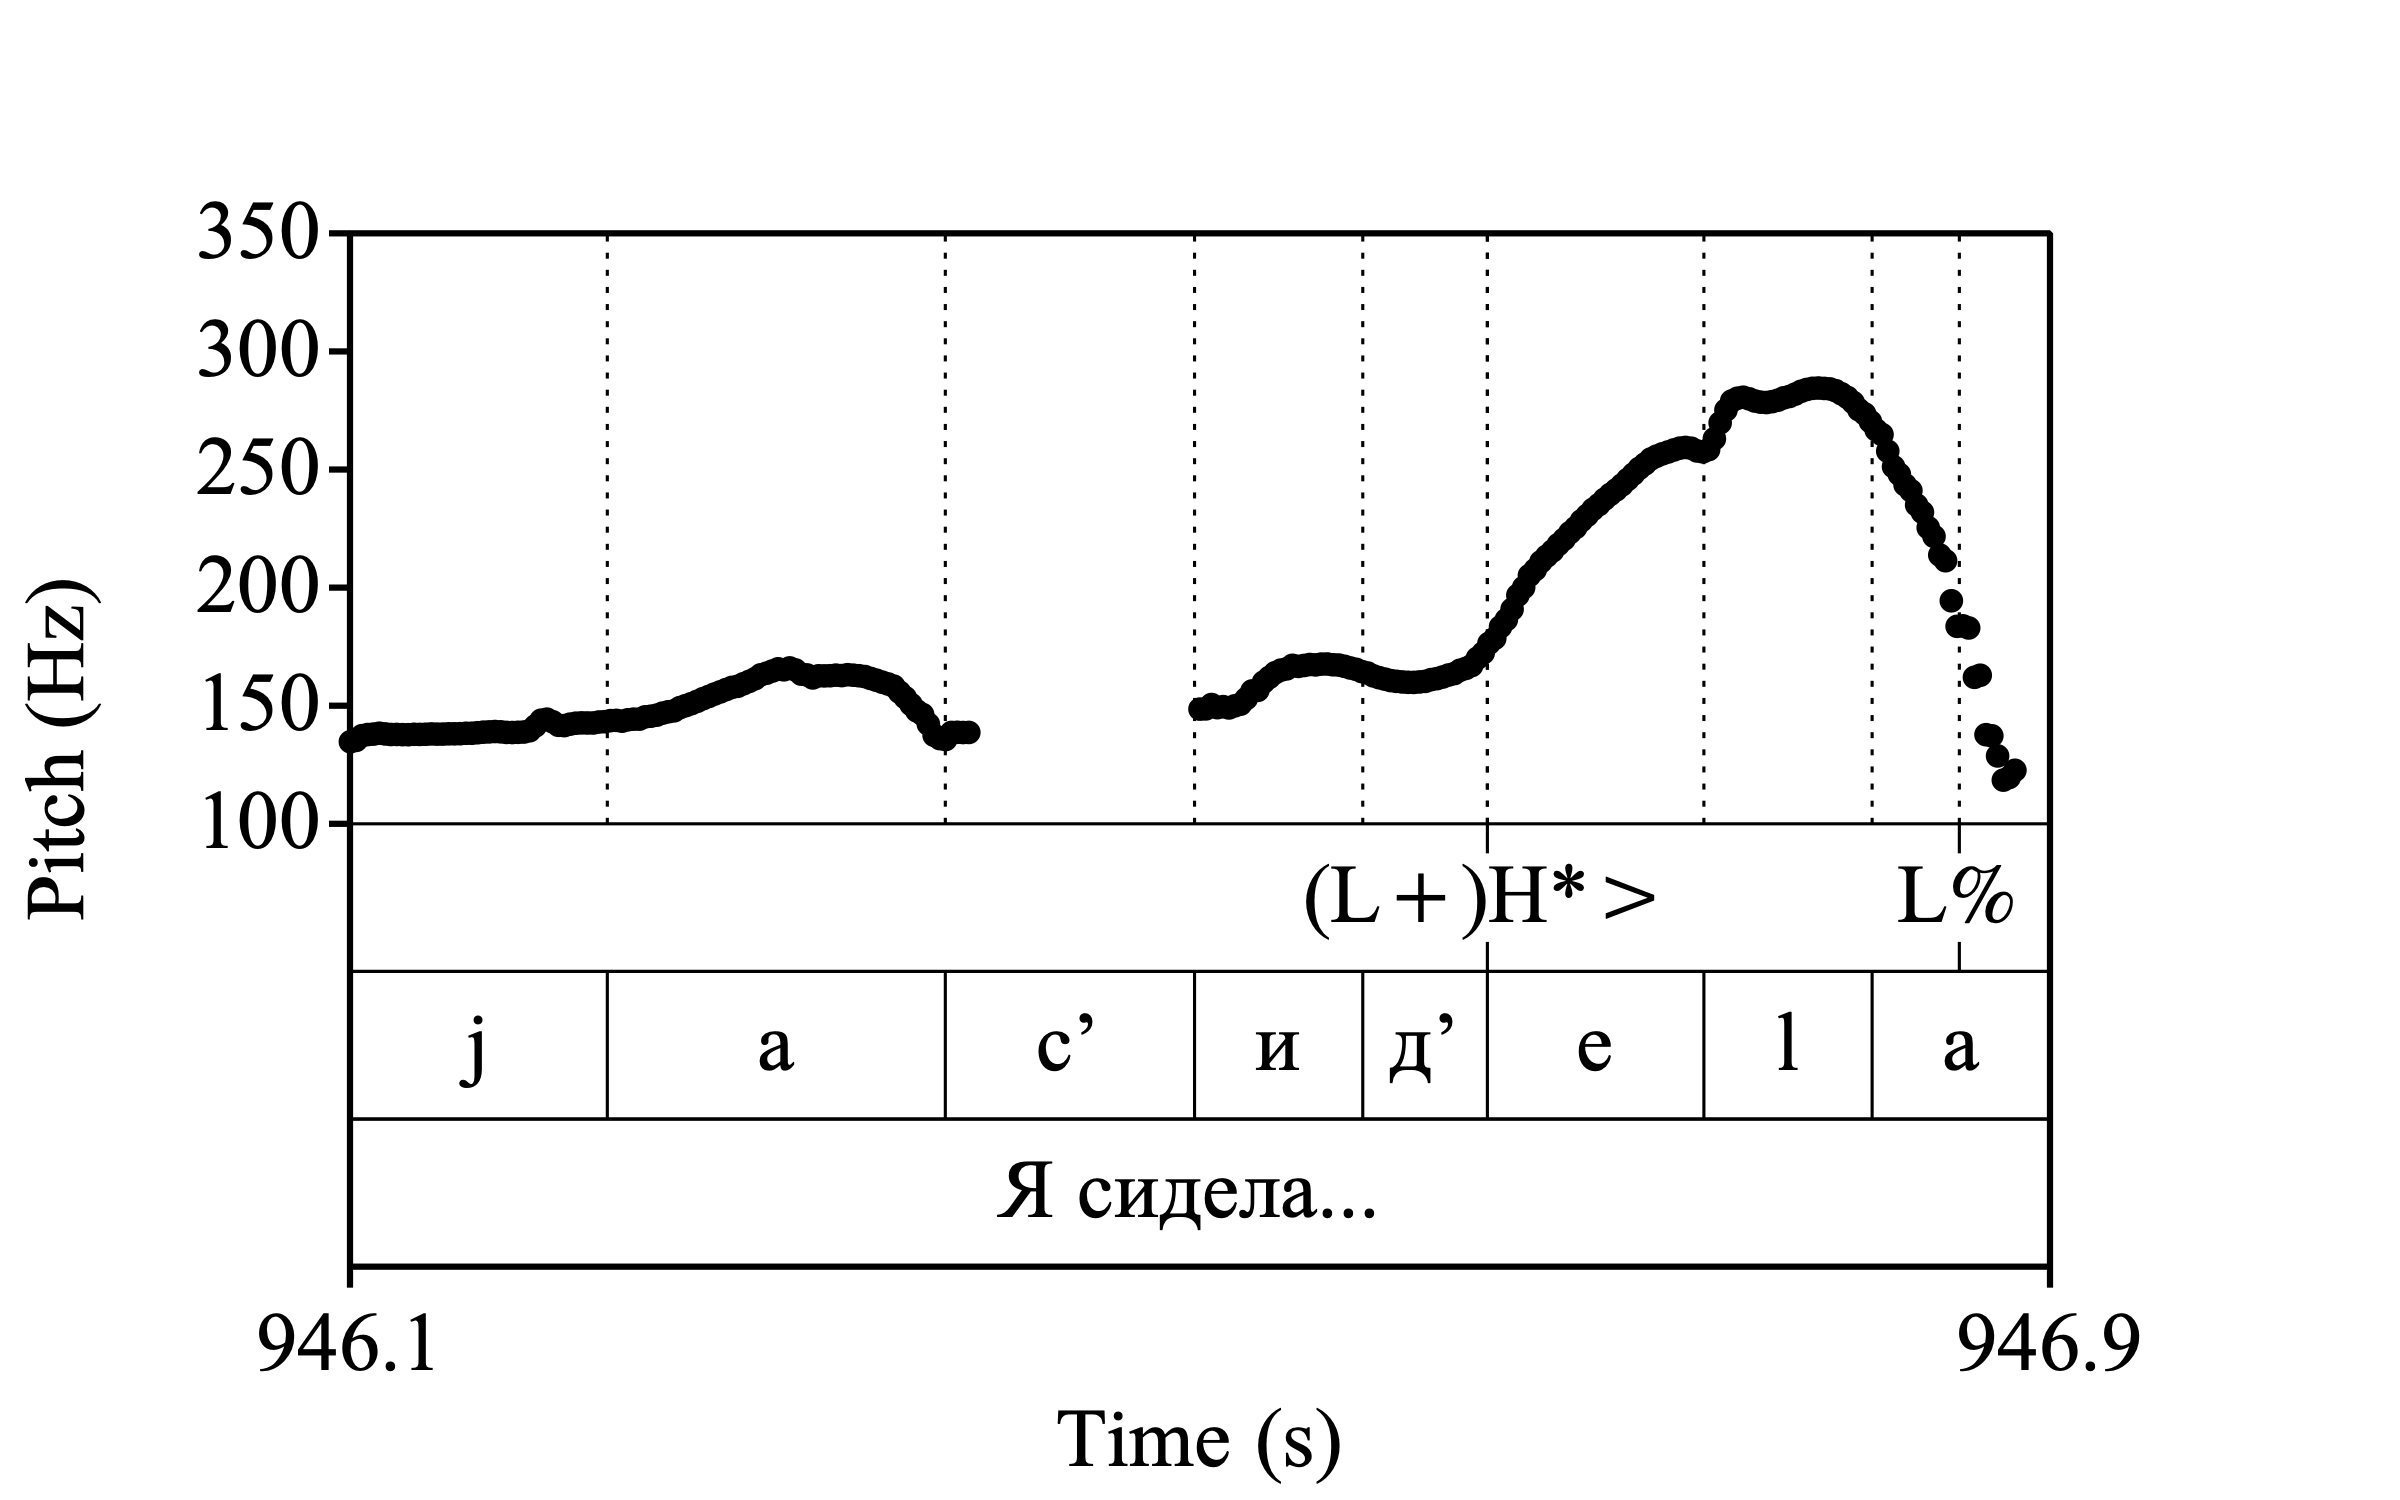 350
300
250
200
150
100
Pitch (Hz)
(L+)H*> L%
j a с’ и д’ e l a
Я сидела...
946.1 946.9
Time (s)